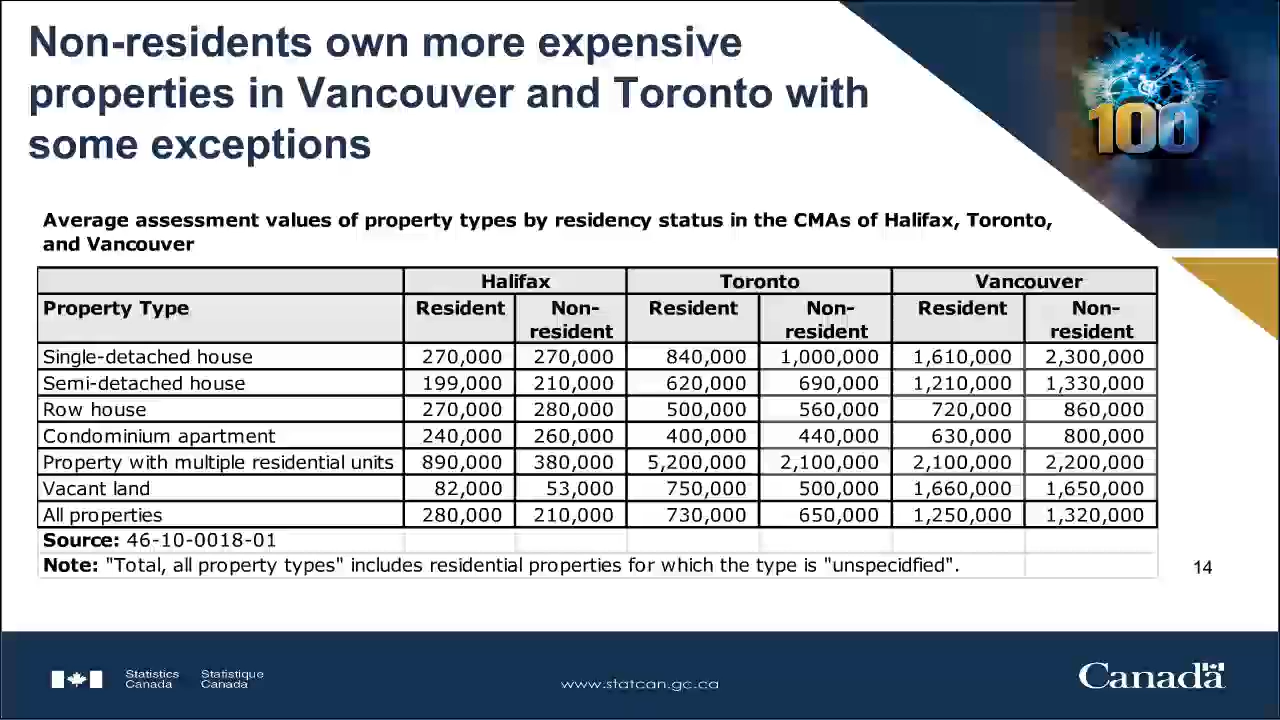 Non-residents own more expensive
properties in Vancouver and Toronto with
some exceptions
100
Average assessment values of property types by residency status in the CMAs of Halifax, Toronto,
and Vancouver
Halifax Toronto Vancouver
Property Type Resident Non-resident Resident Non-resident Resident Non-resident
Single-detached house 270,000 270,000 840,000 1,000,000 1,610,000 2,300,000
Semi-detached house 199,000 210,000 620,000 690,000 1,210,000 1,330,000
Row house 270,000 280,000 500,000 560,000 720,000 860,000
Condominium apartment 240,000 260,000 400,000 440,000 630,000 800,000
Property with multiple residential units 890,000 380,000 5,200,000 2,100,000 2,100,000 2,200,000
Vacant land 82,000 53,000 750,000 500,000 1,660,000 1,650,000
All properties 280,000 210,000 730,000 650,000 1,250,000 1,320,000
Source: 46-10-0018-01
Note: "Total, all property types" includes residential properties for which the type is "unspecidfied".
14
Statistics Statistique
Canada Canada
www.statcan.gc.ca
Canada